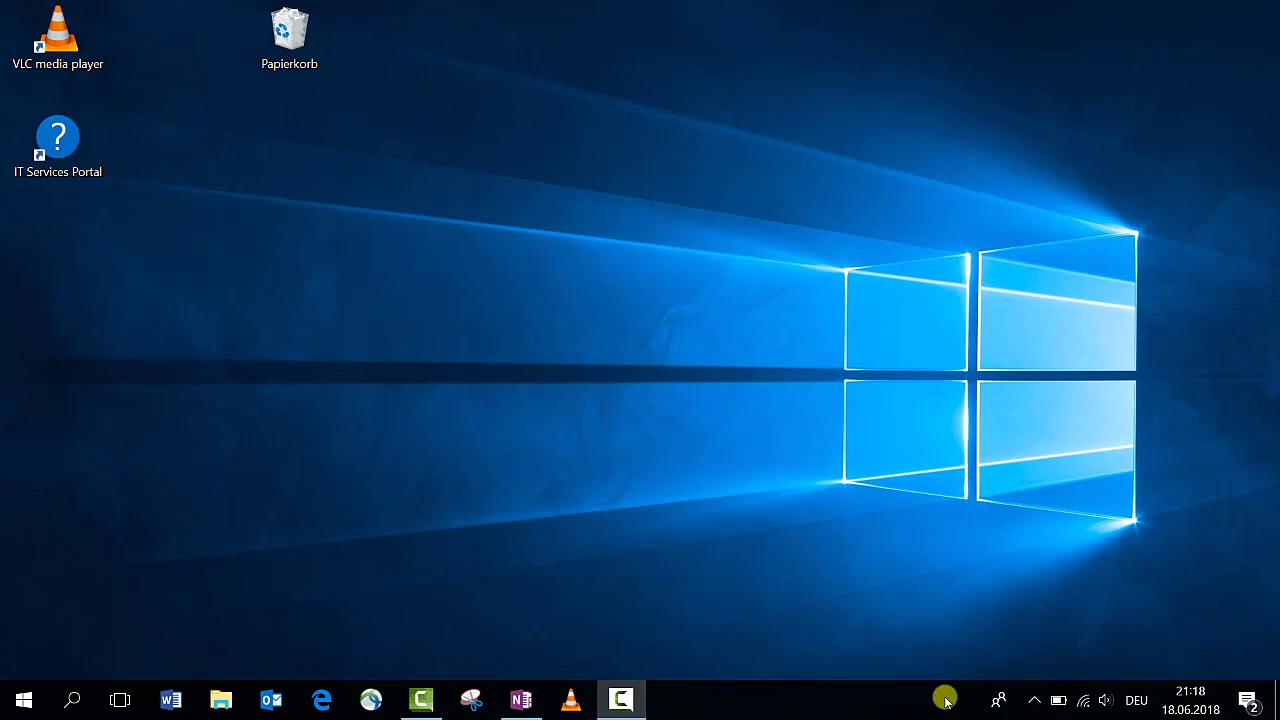 VLC media player
Papierkorb
?
IT Services Portal
DEU
21:18
18.06.2018
2